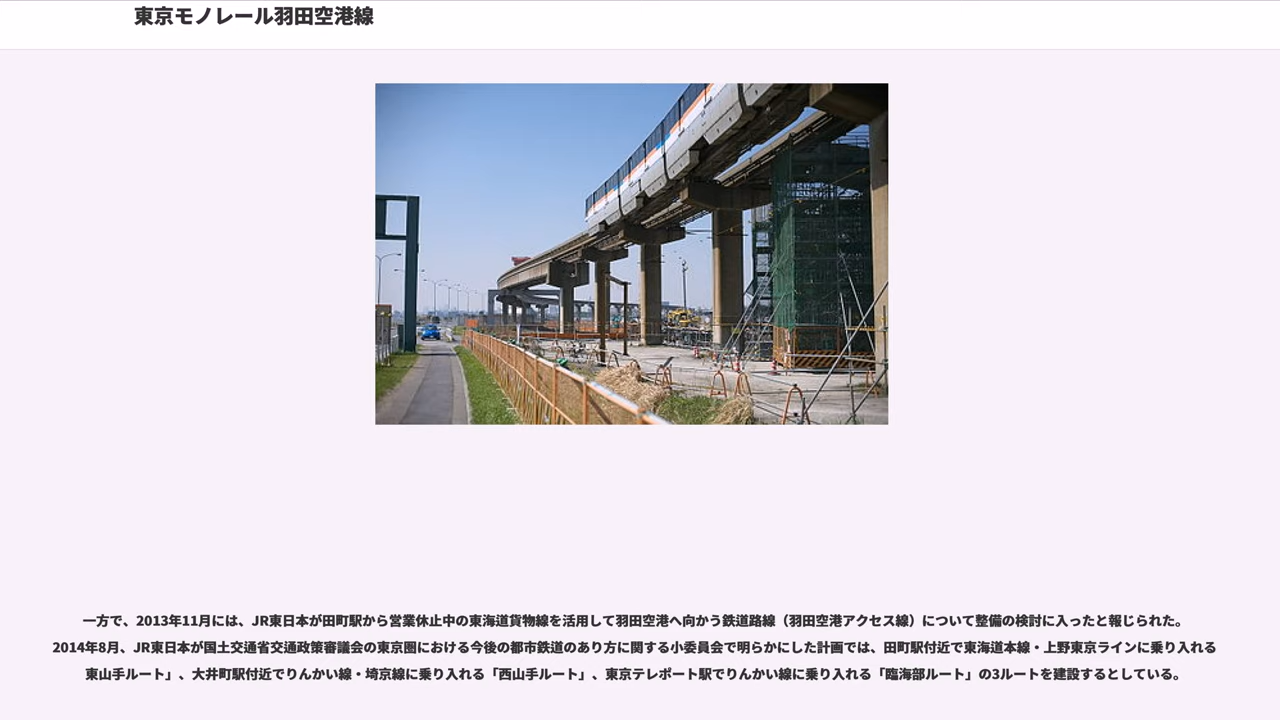 東京モノレール羽田空港線
一方で、2013年11月には、JR東日本が田町駅から営業休止中の東海道貨物線を活用して羽田空港へ向かう鉄道路線（羽田空港アクセス線）について整備の検討に入ったと報じられた。
2014年8月、JR東日本が国土交通省交通政策審議会の東京圏における今後の都市鉄道のあり方に関する小委員会で明らかにした計画では、田町駅付近で東海道本線・上野東京ラインに乗り入れる
東山手ルート」、大井町駅付近でりんかい線・埼京線に乗り入れる「西山手ルート」、東京テレポート駅でりんかい線に乗り入れる「臨海部ルート」の3ルートを建設するとしている。